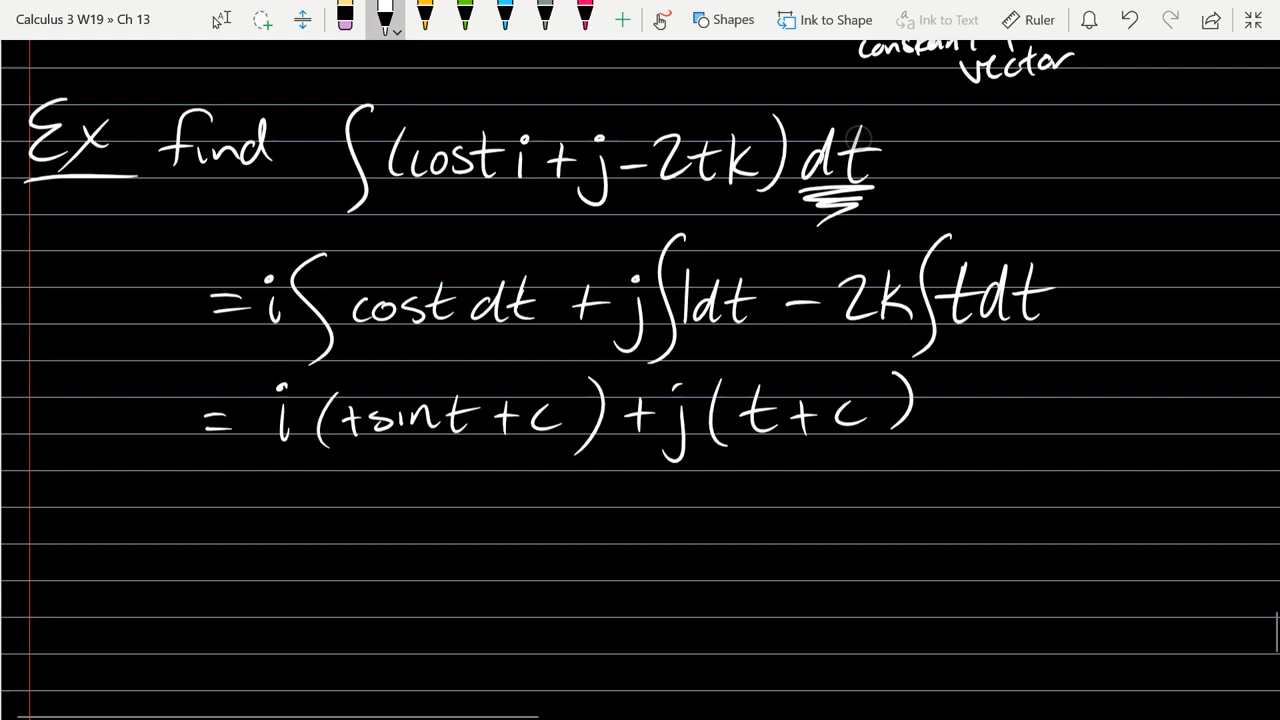 Calculus 3 W19 » Ch 13 Shapes Ink to Shape Ink to Text Ruler
constant
vector
Ex find ∫(cost i + j - 2tk) dt
= i∫ cost dt + j∫1dt - 2k∫tdt
= i (+sint + c) + j(t + c)